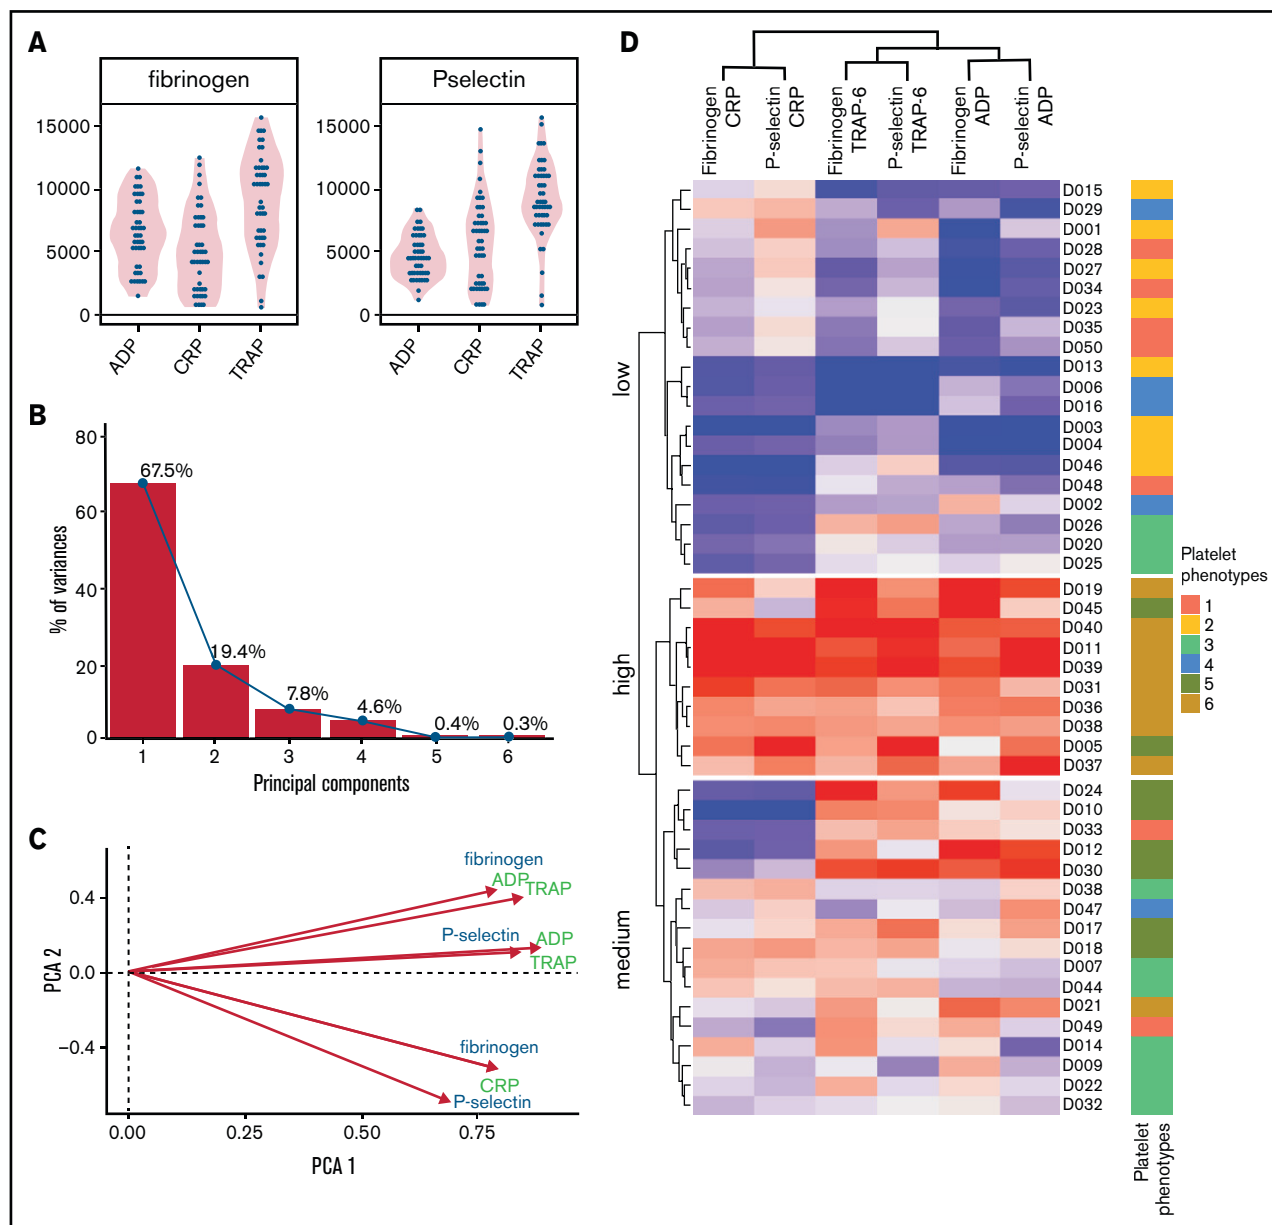 A
fibrinogen
Pselectin
15000
10000
5000
0
15000
10000
5000
0
ADP
CRP
TRAP
ADP
CRP
TRAP
B
80
60
40
20
0
% of variances
67.5%
19.4%
7.8%
4.6%
0.4%
0.3%
1
2
3
4
5
6
Principal components
C
0.4
0.0
−0.4
PCA 2
fibrinogen
ADP
TRAP
P-selectin
ADP
TRAP
fibrinogen
CRP
P-selectin
0.00
0.25
0.50
0.75
PCA 1
D
Fibrinogen
CRP
P-selectin
CRP
Fibrinogen
TRAP-6
P-selectin
TRAP-6
Fibrinogen
ADP
P-selectin
ADP
low
high
medium
D015
D029
D001
D028
D027
D034
D023
D035
D050
D013
D006
D016
D003
D004
D046
D048
D002
D026
D020
D025
D019
D045
D040
D011
D039
D031
D036
D038
D005
D037
D024
D010
D033
D012
D030
D038
D047
D017
D018
D007
D044
D021
D049
D014
D009
D022
D032
Platelet
phenotypes
1
2
3
4
5
6
Platelet
phenotypes